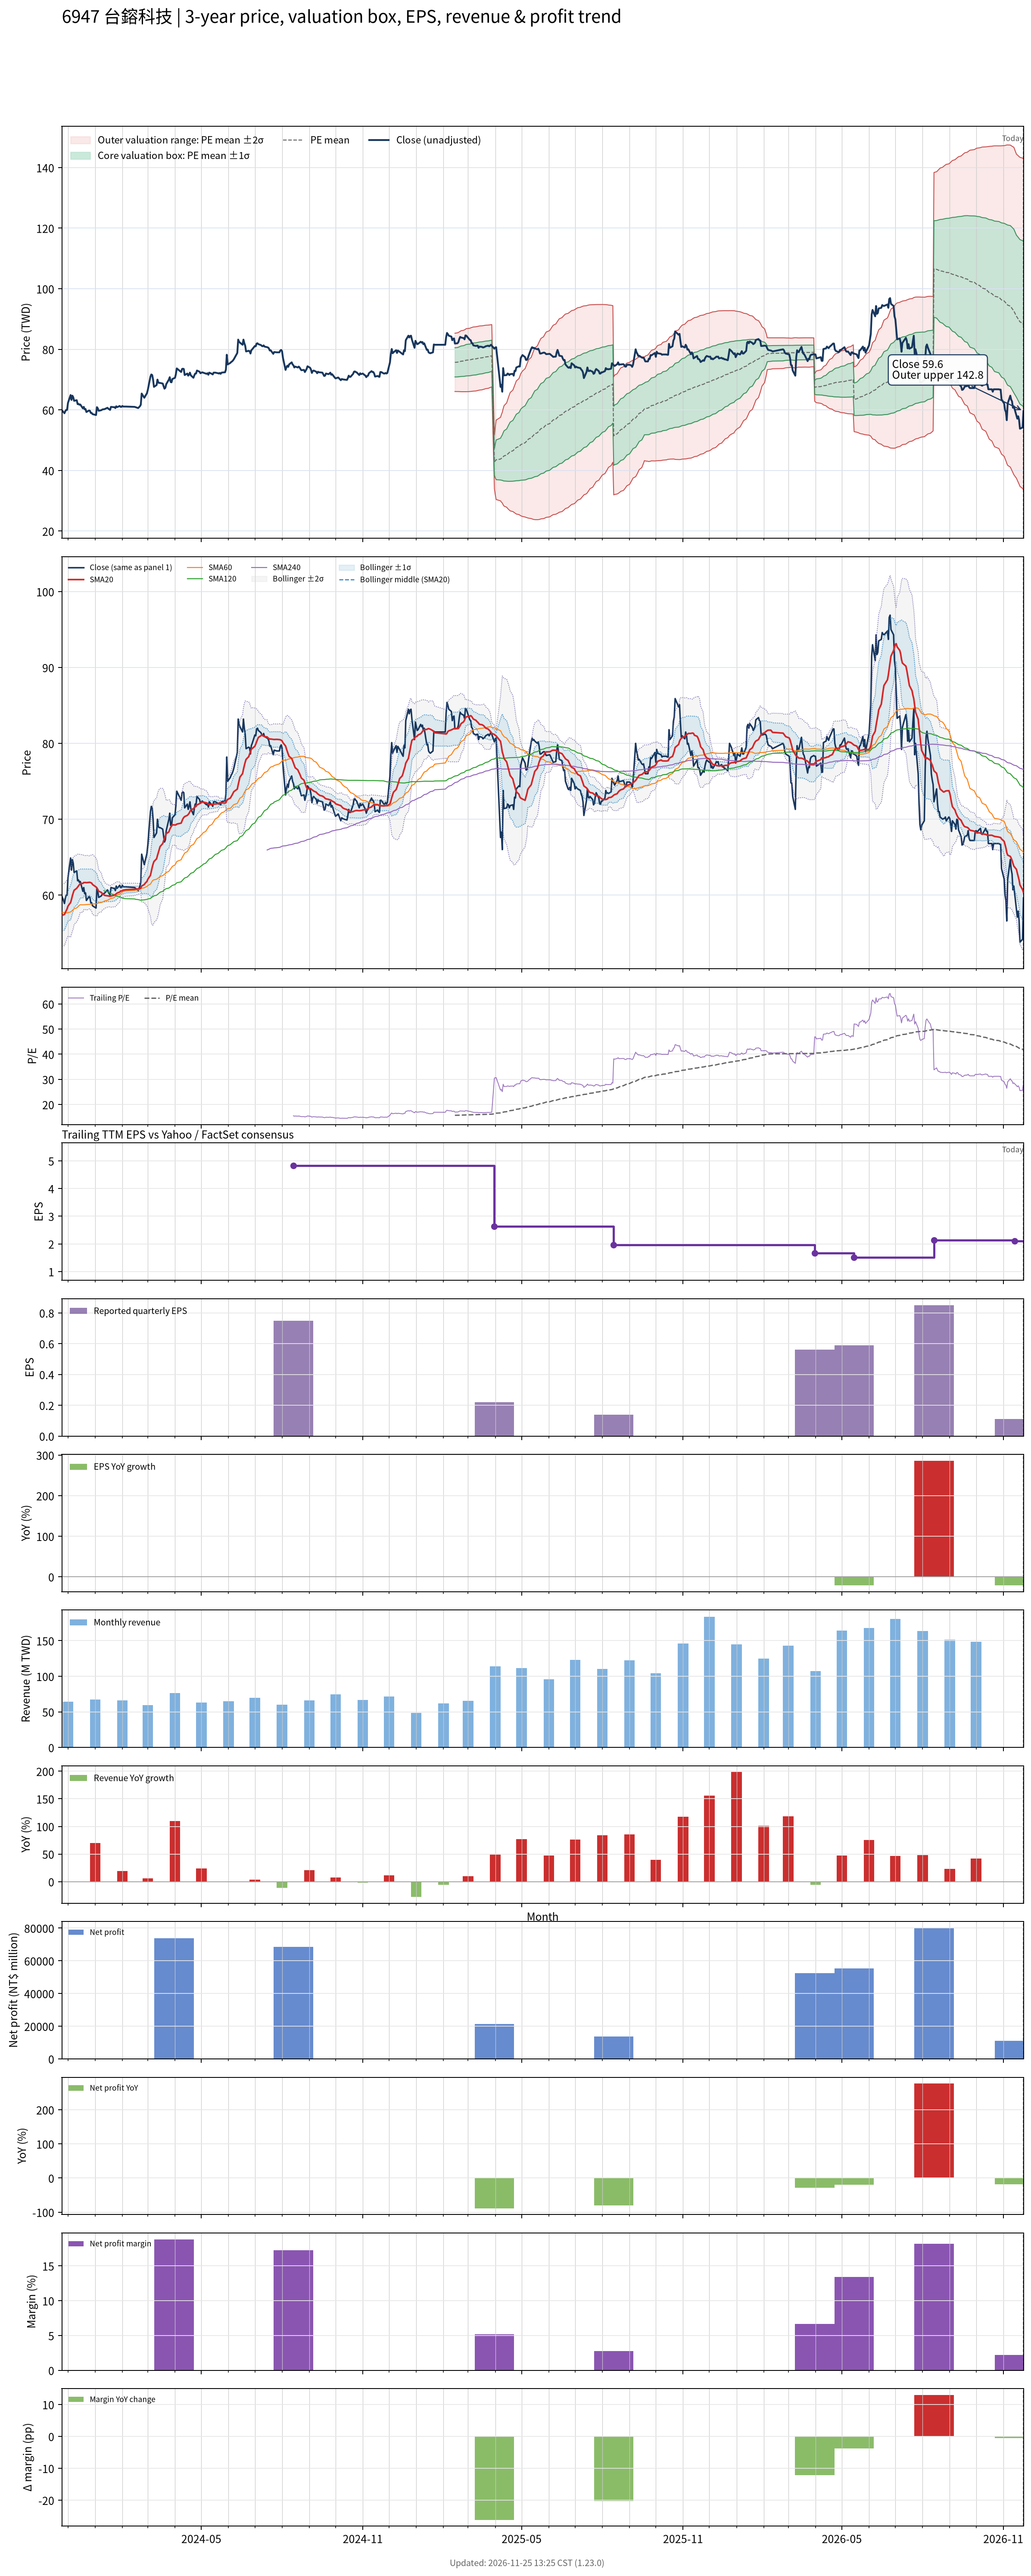 6947 台鎔科技 | 3-year price, valuation box, EPS, revenue & profit trend
Outer valuation range: PE mean ±2σ
Core valuation box: PE mean ±1σ
PE mean
Close (unadjusted)
Today
Price (TWD)
140
120
100
80
60
40
20
Close 59.6
Outer upper 142.8
Close (same as panel 1)
SMA20
SMA60
SMA120
SMA240
Bollinger ±2σ
Bollinger ±1σ
Bollinger middle (SMA20)
Price
100
90
80
70
60
Trailing P/E
P/E mean
P/E
60
50
40
30
20
Trailing TTM EPS vs Yahoo / FactSet consensus
Today
EPS
5
4
3
2
1
Reported quarterly EPS
EPS
0.8
0.6
0.4
0.2
0.0
EPS YoY growth
YoY (%)
300
200
100
0
Monthly revenue
Revenue (M TWD)
150
100
50
0
Revenue YoY growth
YoY (%)
200
150
100
50
0
Month
Net profit
Net profit (NT$ million)
80000
60000
40000
20000
0
Net profit YoY
YoY (%)
200
100
0
-100
Net profit margin
Margin (%)
15
10
5
0
Margin YoY change
Δ margin (pp)
10
0
-10
-20
2024-05
2024-11
2025-05
2025-11
2026-05
2026-11
Updated: 2026-11-25 13:25 CST (1.23.0)